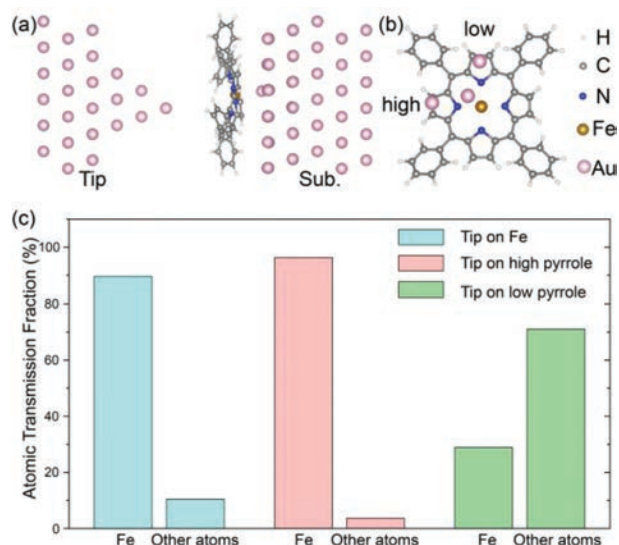 (a)
Tip
Sub.
(b)
low
high
H
C
N
Fe
Au
(c)
Atomic Transmission Fraction (%)
100
80
60
40
20
0
Tip on Fe
Tip on high pyrrole
Tip on low pyrrole
Fe Other atoms Fe Other atoms Fe Other atoms